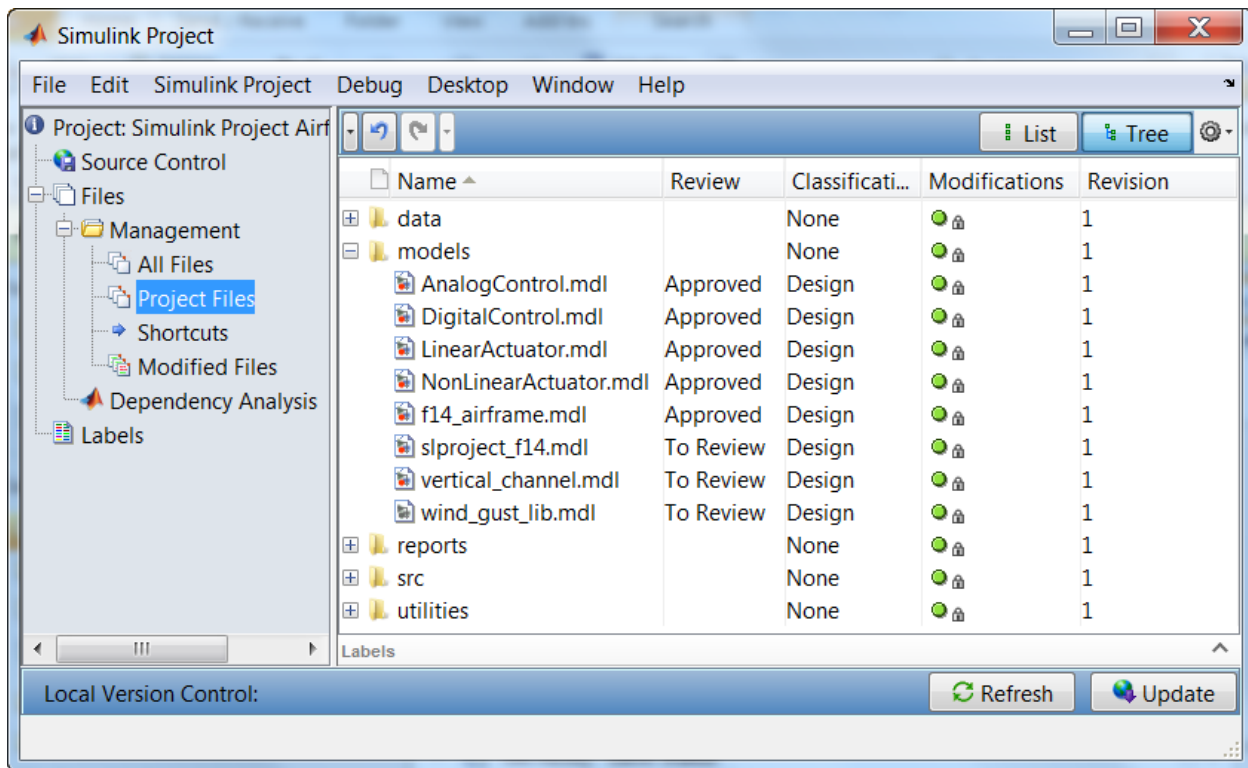 Simulink Project
File Edit Simulink Project Debug Desktop Window Help
Project: Simulink Project Airf
Source Control
Files
Management
All Files
Project Files
Shortcuts
Modified Files
Dependency Analysis
Labels
List Tree
Name Review Classificati... Modifications Revision
data None 1
models None 1
AnalogControl.mdl Approved Design 1
DigitalControl.mdl Approved Design 1
LinearActuator.mdl Approved Design 1
NonLinearActuator.mdl Approved Design 1
f14_airframe.mdl Approved Design 1
slproject_f14.mdl To Review Design 1
vertical_channel.mdl To Review Design 1
wind_gust_lib.mdl To Review Design 1
reports None 1
src None 1
utilities None 1
Labels
Local Version Control: Refresh Update